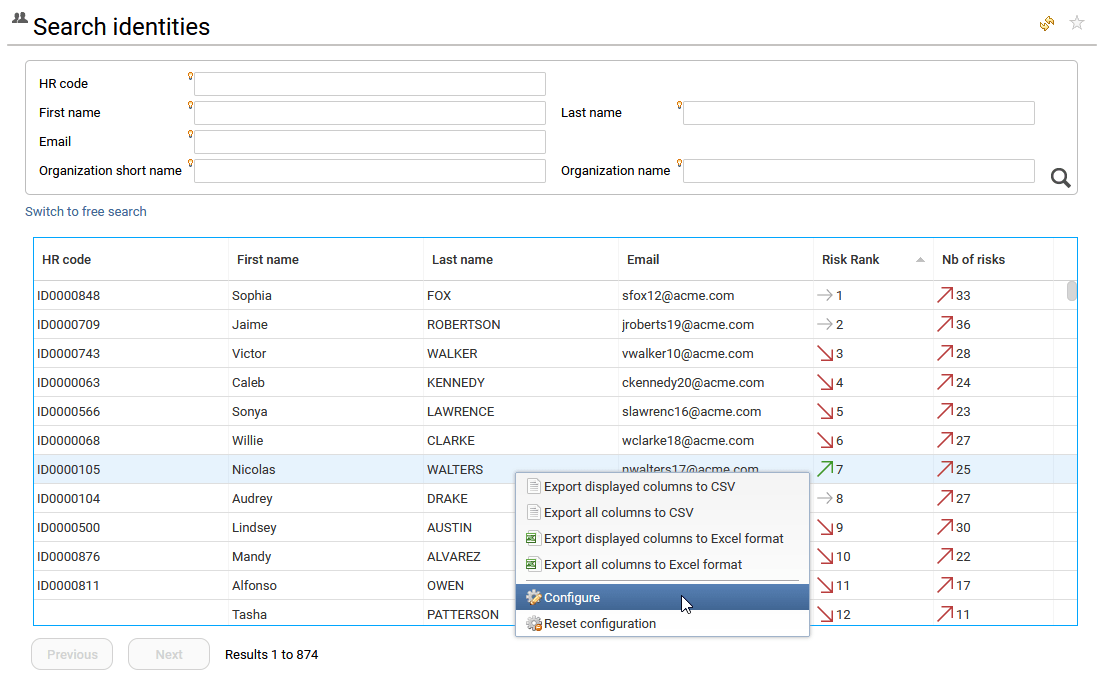 Search identities
HR code
First name Last name
Email
Organization short name Organization name
Switch to free search
HR code First name Last name Email Risk Rank Nb of risks
ID0000848 Sophia FOX sfox12@acme.com 1 33
ID0000709 Jaime ROBERTSON jroberts19@acme.com 2 36
ID0000743 Victor WALKER vwalker10@acme.com 3 28
ID0000063 Caleb KENNEDY ckennedy20@acme.com 4 24
ID0000566 Sonya LAWRENCE slawrenc16@acme.com 5 23
ID0000068 Willie CLARKE wclarke18@acme.com 6 27
ID0000105 Nicolas WALTERS nwalters17@acme.com 7 25
ID0000104 Audrey DRAKE 8 27
ID0000500 Lindsey AUSTIN 9 30
ID0000876 Mandy ALVAREZ 10 22
ID0000811 Alfonso OWEN 11 17
Tasha PATTERSON 12 11
Export displayed columns to CSV
Export all columns to CSV
Export displayed columns to Excel format
Export all columns to Excel format
Configure
Reset configuration
Previous Next Results 1 to 874